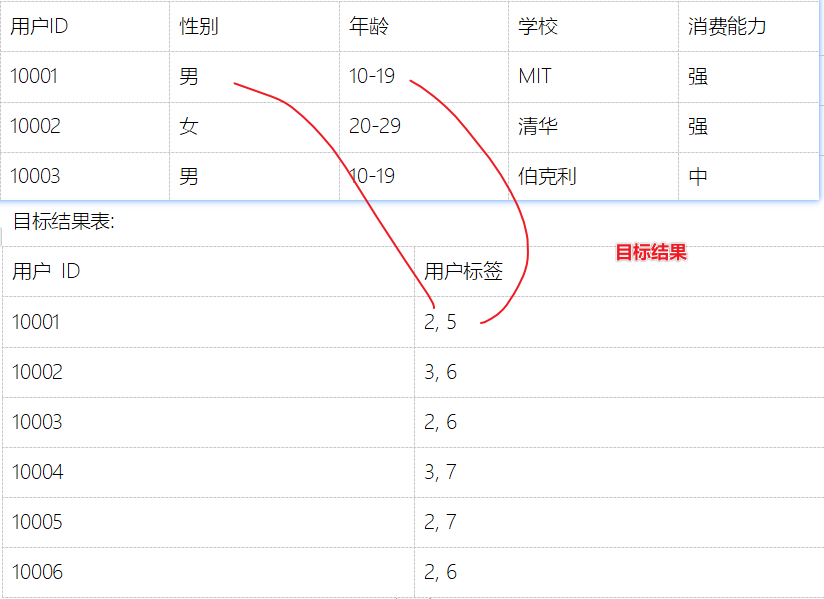 用户ID 性别 年龄 学校 消费能力
10001 男 10-19 MIT 强
10002 女 20-29 清华 强
10003 男 10-19 伯克利 中
目标结果表:
目标结果
用户 ID 用户标签
10001 2, 5
10002 3, 6
10003 2, 6
10004 3, 7
10005 2, 7
10006 2, 6